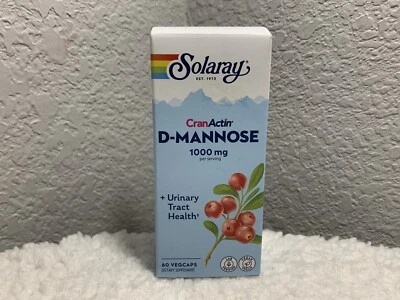 Solaray
EST. 1973
CranActin
D-MANNOSE
1000 mg
per serving
+ Urinary
Tract
Health‡
60 VEGCAPS
DIETARY SUPPLEMENT